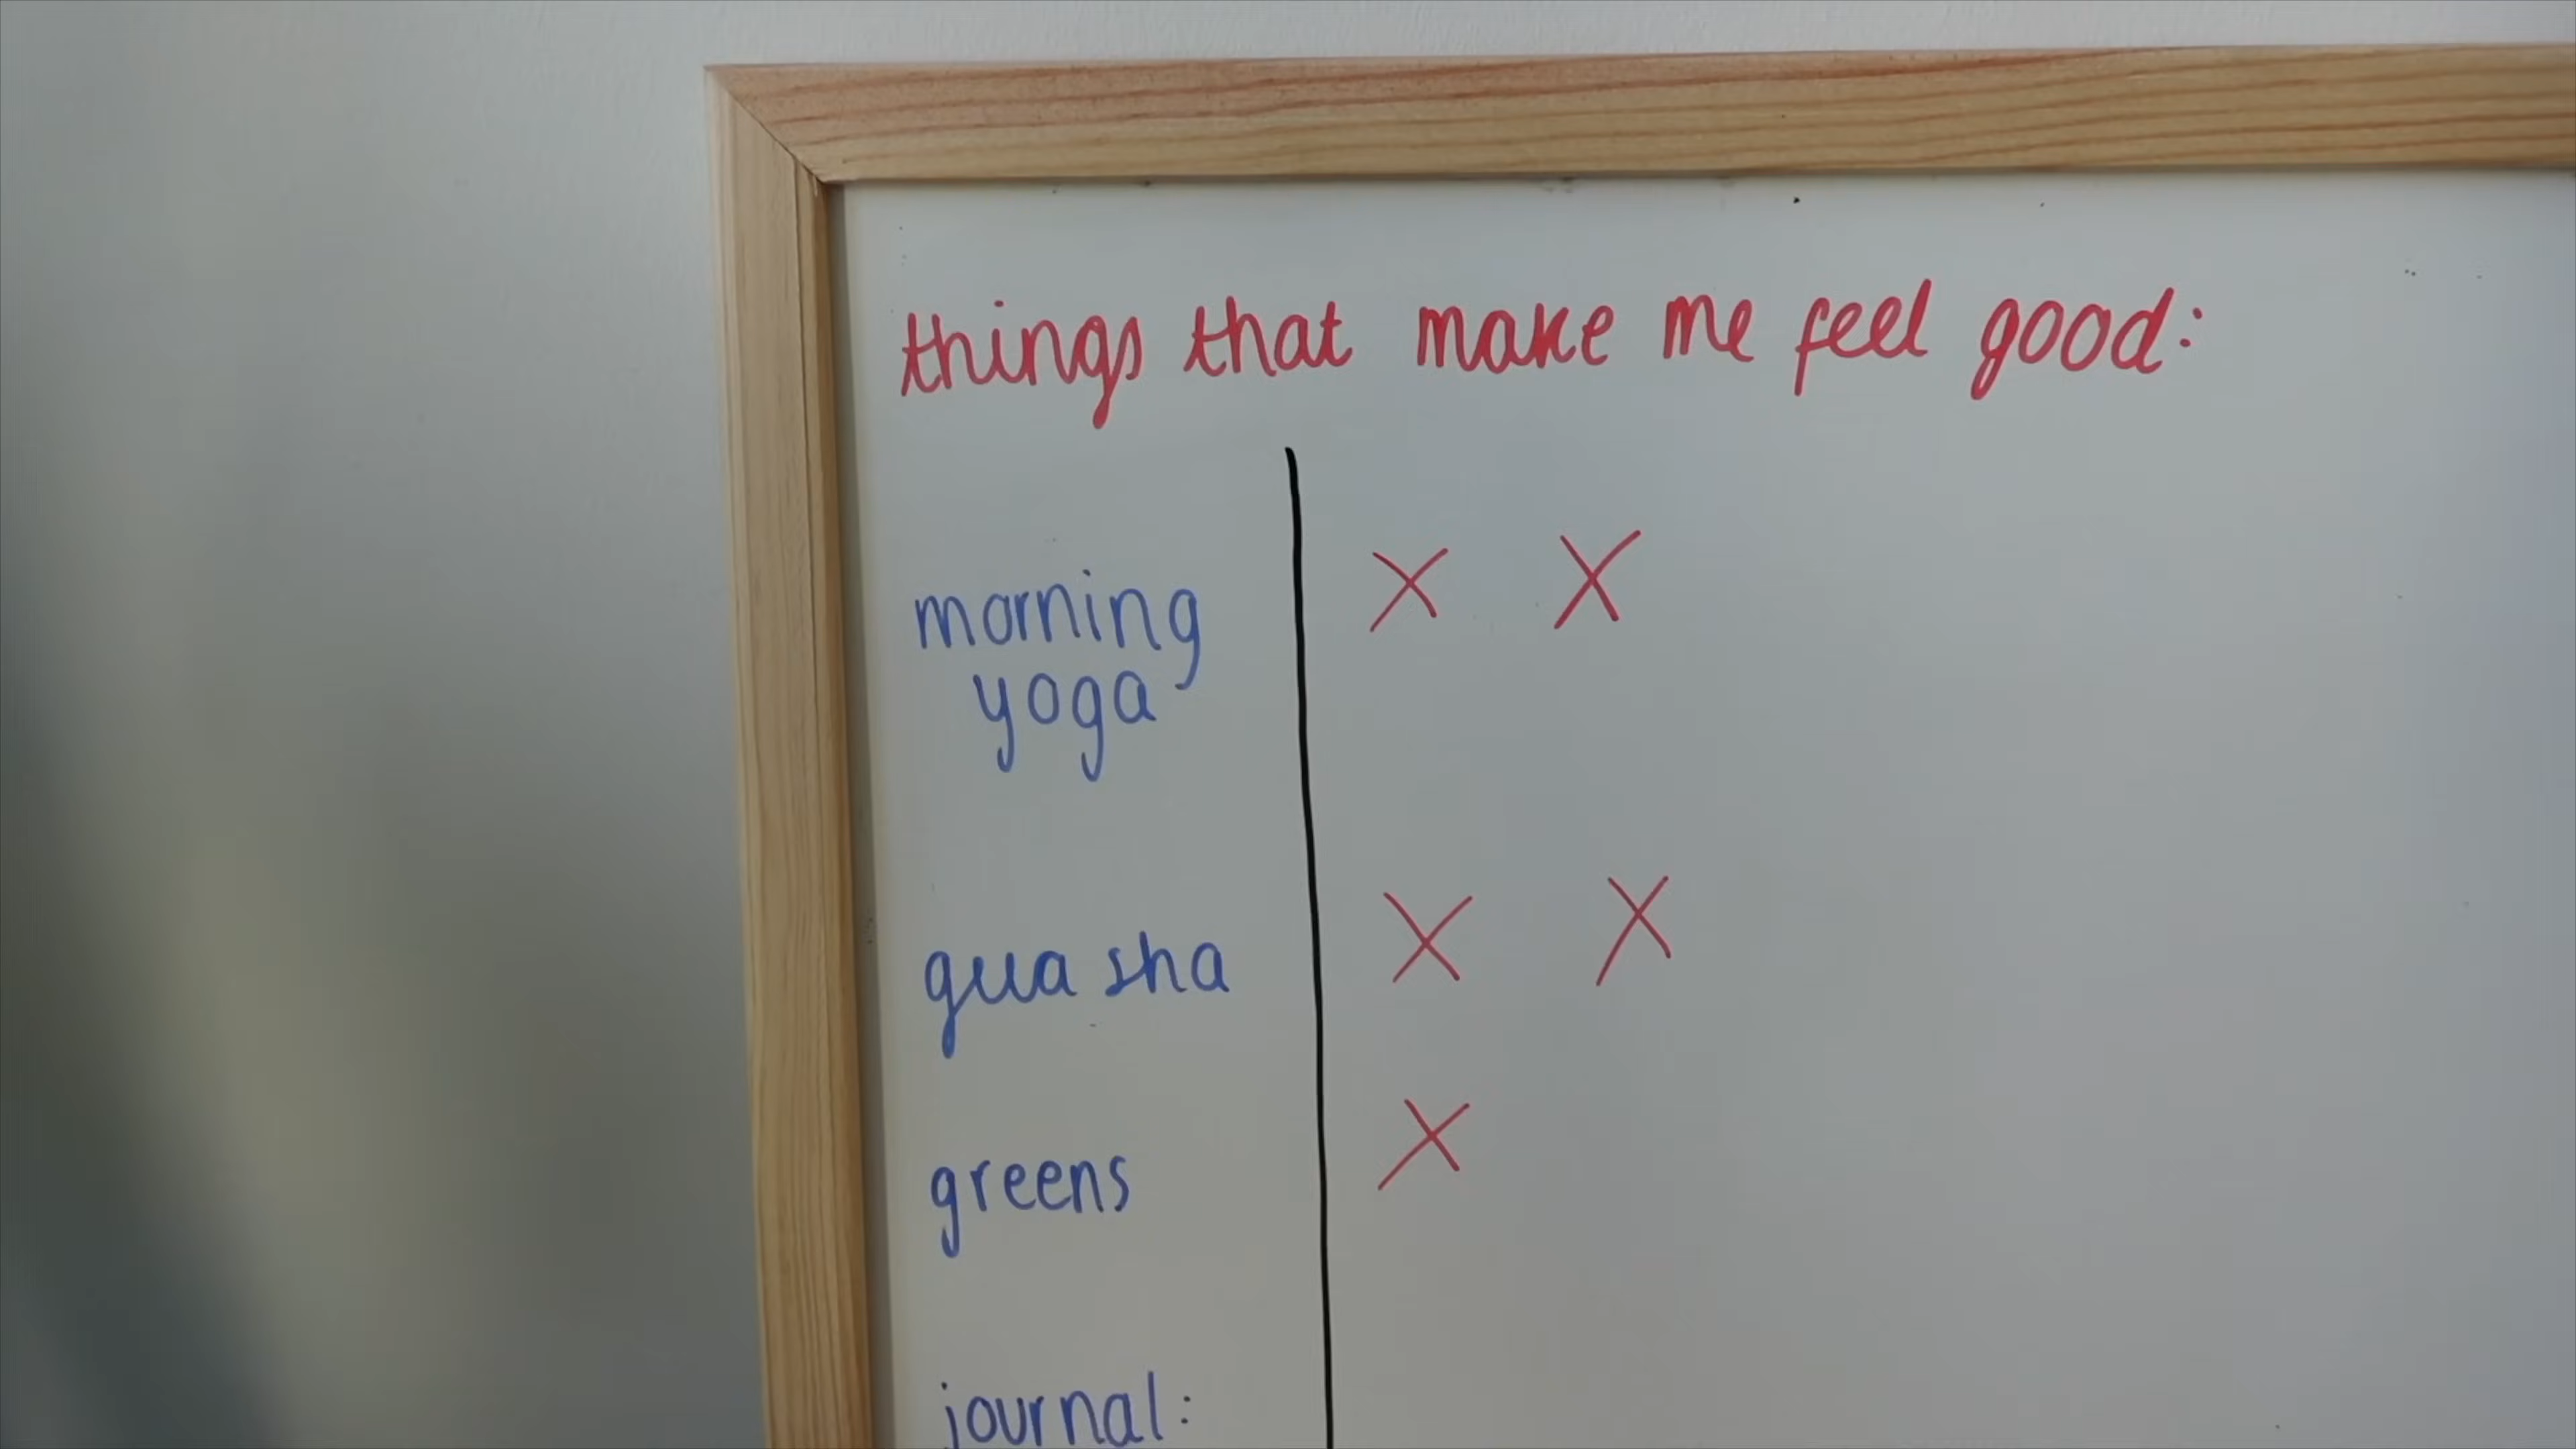 things that make me feel good:
morning X X
yoga
gua sha X X
greens X
journal: